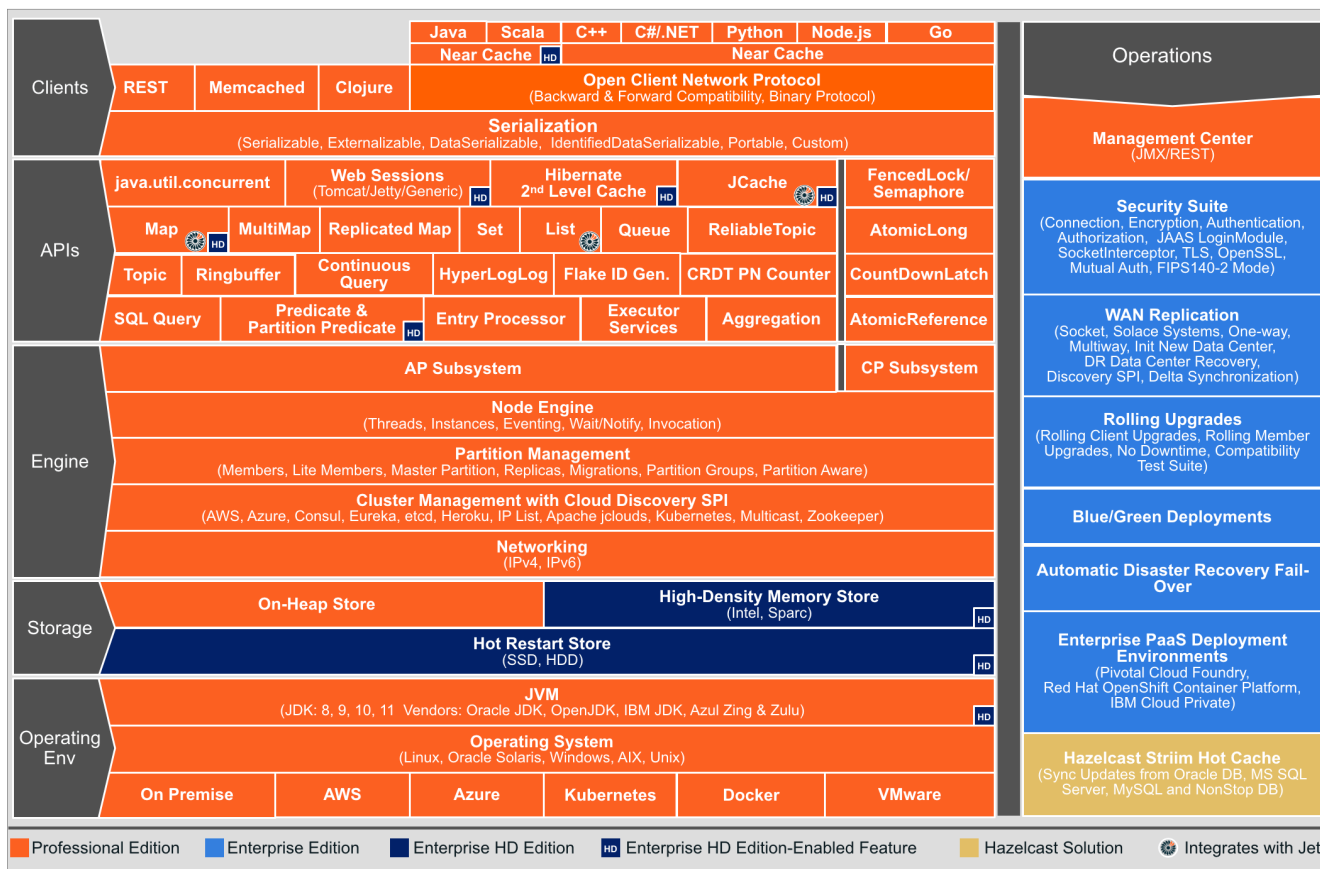 Clients
Java
Scala
C++
C#/.NET
Python
Node.js
Go
Near Cache
HD
Near Cache
REST
Memcached
Clojure
Open Client Network Protocol
(Backward & Forward Compatibility, Binary Protocol)
Serialization
(Serializable, Externalizable, DataSerializable, IdentifiedDataSerializable, Portable, Custom)
APIs
java.util.concurrent
Web Sessions
(Tomcat/Jetty/Generic)
HD
Hibernate
2nd Level Cache
HD
JCache
HD
FencedLock/
Semaphore
Map
HD
MultiMap
Replicated Map
Set
List
Queue
ReliableTopic
AtomicLong
Topic
Ringbuffer
Continuous
Query
HyperLogLog
Flake ID Gen.
CRDT PN Counter
CountDownLatch
SQL Query
Predicate &
Partition Predicate
HD
Entry Processor
Executor
Services
Aggregation
AtomicReference
Engine
AP Subsystem
CP Subsystem
Node Engine
(Threads, Instances, Eventing, Wait/Notify, Invocation)
Partition Management
(Members, Lite Members, Master Partition, Replicas, Migrations, Partition Groups, Partition Aware)
Cluster Management with Cloud Discovery SPI
(AWS, Azure, Consul, Eureka, etcd, Heroku, IP List, Apache jclouds, Kubernetes, Multicast, Zookeeper)
Networking
(IPv4, IPv6)
Storage
On-Heap Store
High-Density Memory Store
(Intel, Sparc)
HD
Hot Restart Store
(SSD, HDD)
HD
Operating
Env
JVM
(JDK: 8, 9, 10, 11 Vendors: Oracle JDK, OpenJDK, IBM JDK, Azul Zing & Zulu)
HD
Operating System
(Linux, Oracle Solaris, Windows, AIX, Unix)
On Premise
AWS
Azure
Kubernetes
Docker
VMware
Operations
Management Center
(JMX/REST)
Security Suite
(Connection, Encryption, Authentication,
Authorization, JAAS LoginModule,
SocketInterceptor, TLS, OpenSSL,
Mutual Auth, FIPS140-2 Mode)
WAN Replication
(Socket, Solace Systems, One-way,
Multiway, Init New Data Center,
DR Data Center Recovery,
Discovery SPI, Delta Synchronization)
Rolling Upgrades
(Rolling Client Upgrades, Rolling Member
Upgrades, No Downtime, Compatibility
Test Suite)
Blue/Green Deployments
Automatic Disaster Recovery Fail-
Over
Enterprise PaaS Deployment
Environments
(Pivotal Cloud Foundry,
Red Hat OpenShift Container Platform,
IBM Cloud Private)
Hazelcast Striim Hot Cache
(Sync Updates from Oracle DB, MS SQL
Server, MySQL and NonStop DB)
Professional Edition
Enterprise Edition
Enterprise HD Edition
HD
Enterprise HD Edition-Enabled Feature
Hazelcast Solution
Integrates with Jet